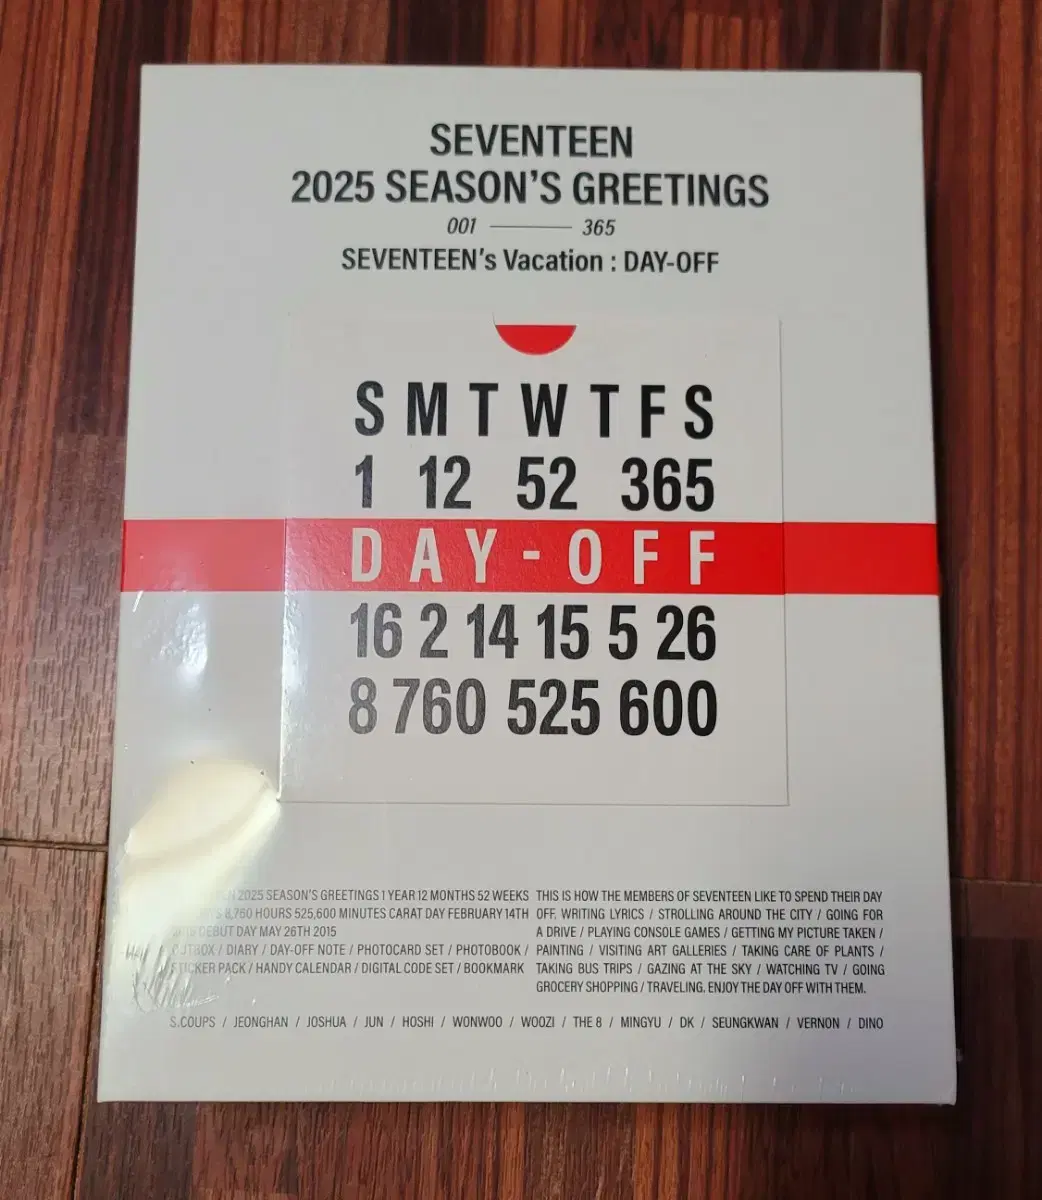 SEVENTEEN
2025 SEASON'S GREETINGS
001 365
SEVENTEEN's Vacation : DAY-OFF
S M T W T F S
1 12 52 365
DAY-OFF
16 2 14 15 5 26
8 760 525 600
2025 SEASON'S GREETINGS 1 YEAR 12 MONTHS 52 WEEKS
8,760 HOURS 525,600 MINUTES CARAT DAY FEBRUARY 14TH
DEBUT DAY MAY 26TH 2015
OUTBOX / DIARY / DAY-OFF NOTE / PHOTOCARD SET / PHOTOBOOK /
STICKER PACK / HANDY CALENDAR / DIGITAL CODE SET / BOOKMARK
THIS IS HOW THE MEMBERS OF SEVENTEEN LIKE TO SPEND THEIR DAY
OFF. WRITING LYRICS / STROLLING AROUND THE CITY / GOING FOR
A DRIVE / PLAYING CONSOLE GAMES / GETTING MY PICTURE TAKEN /
PAINTING / VISITING ART GALLERIES / TAKING CARE OF PLANTS /
TAKING BUS TRIPS / GAZING AT THE SKY / WATCHING TV / GOING
GROCERY SHOPPING / TRAVELING. ENJOY THE DAY OFF WITH THEM.
S.COUPS / JEONGHAN / JOSHUA / JUN / HOSHI / WONWOO / WOOZI / THE 8 / MINGYU / DK / SEUNGKWAN / VERNON / DINO